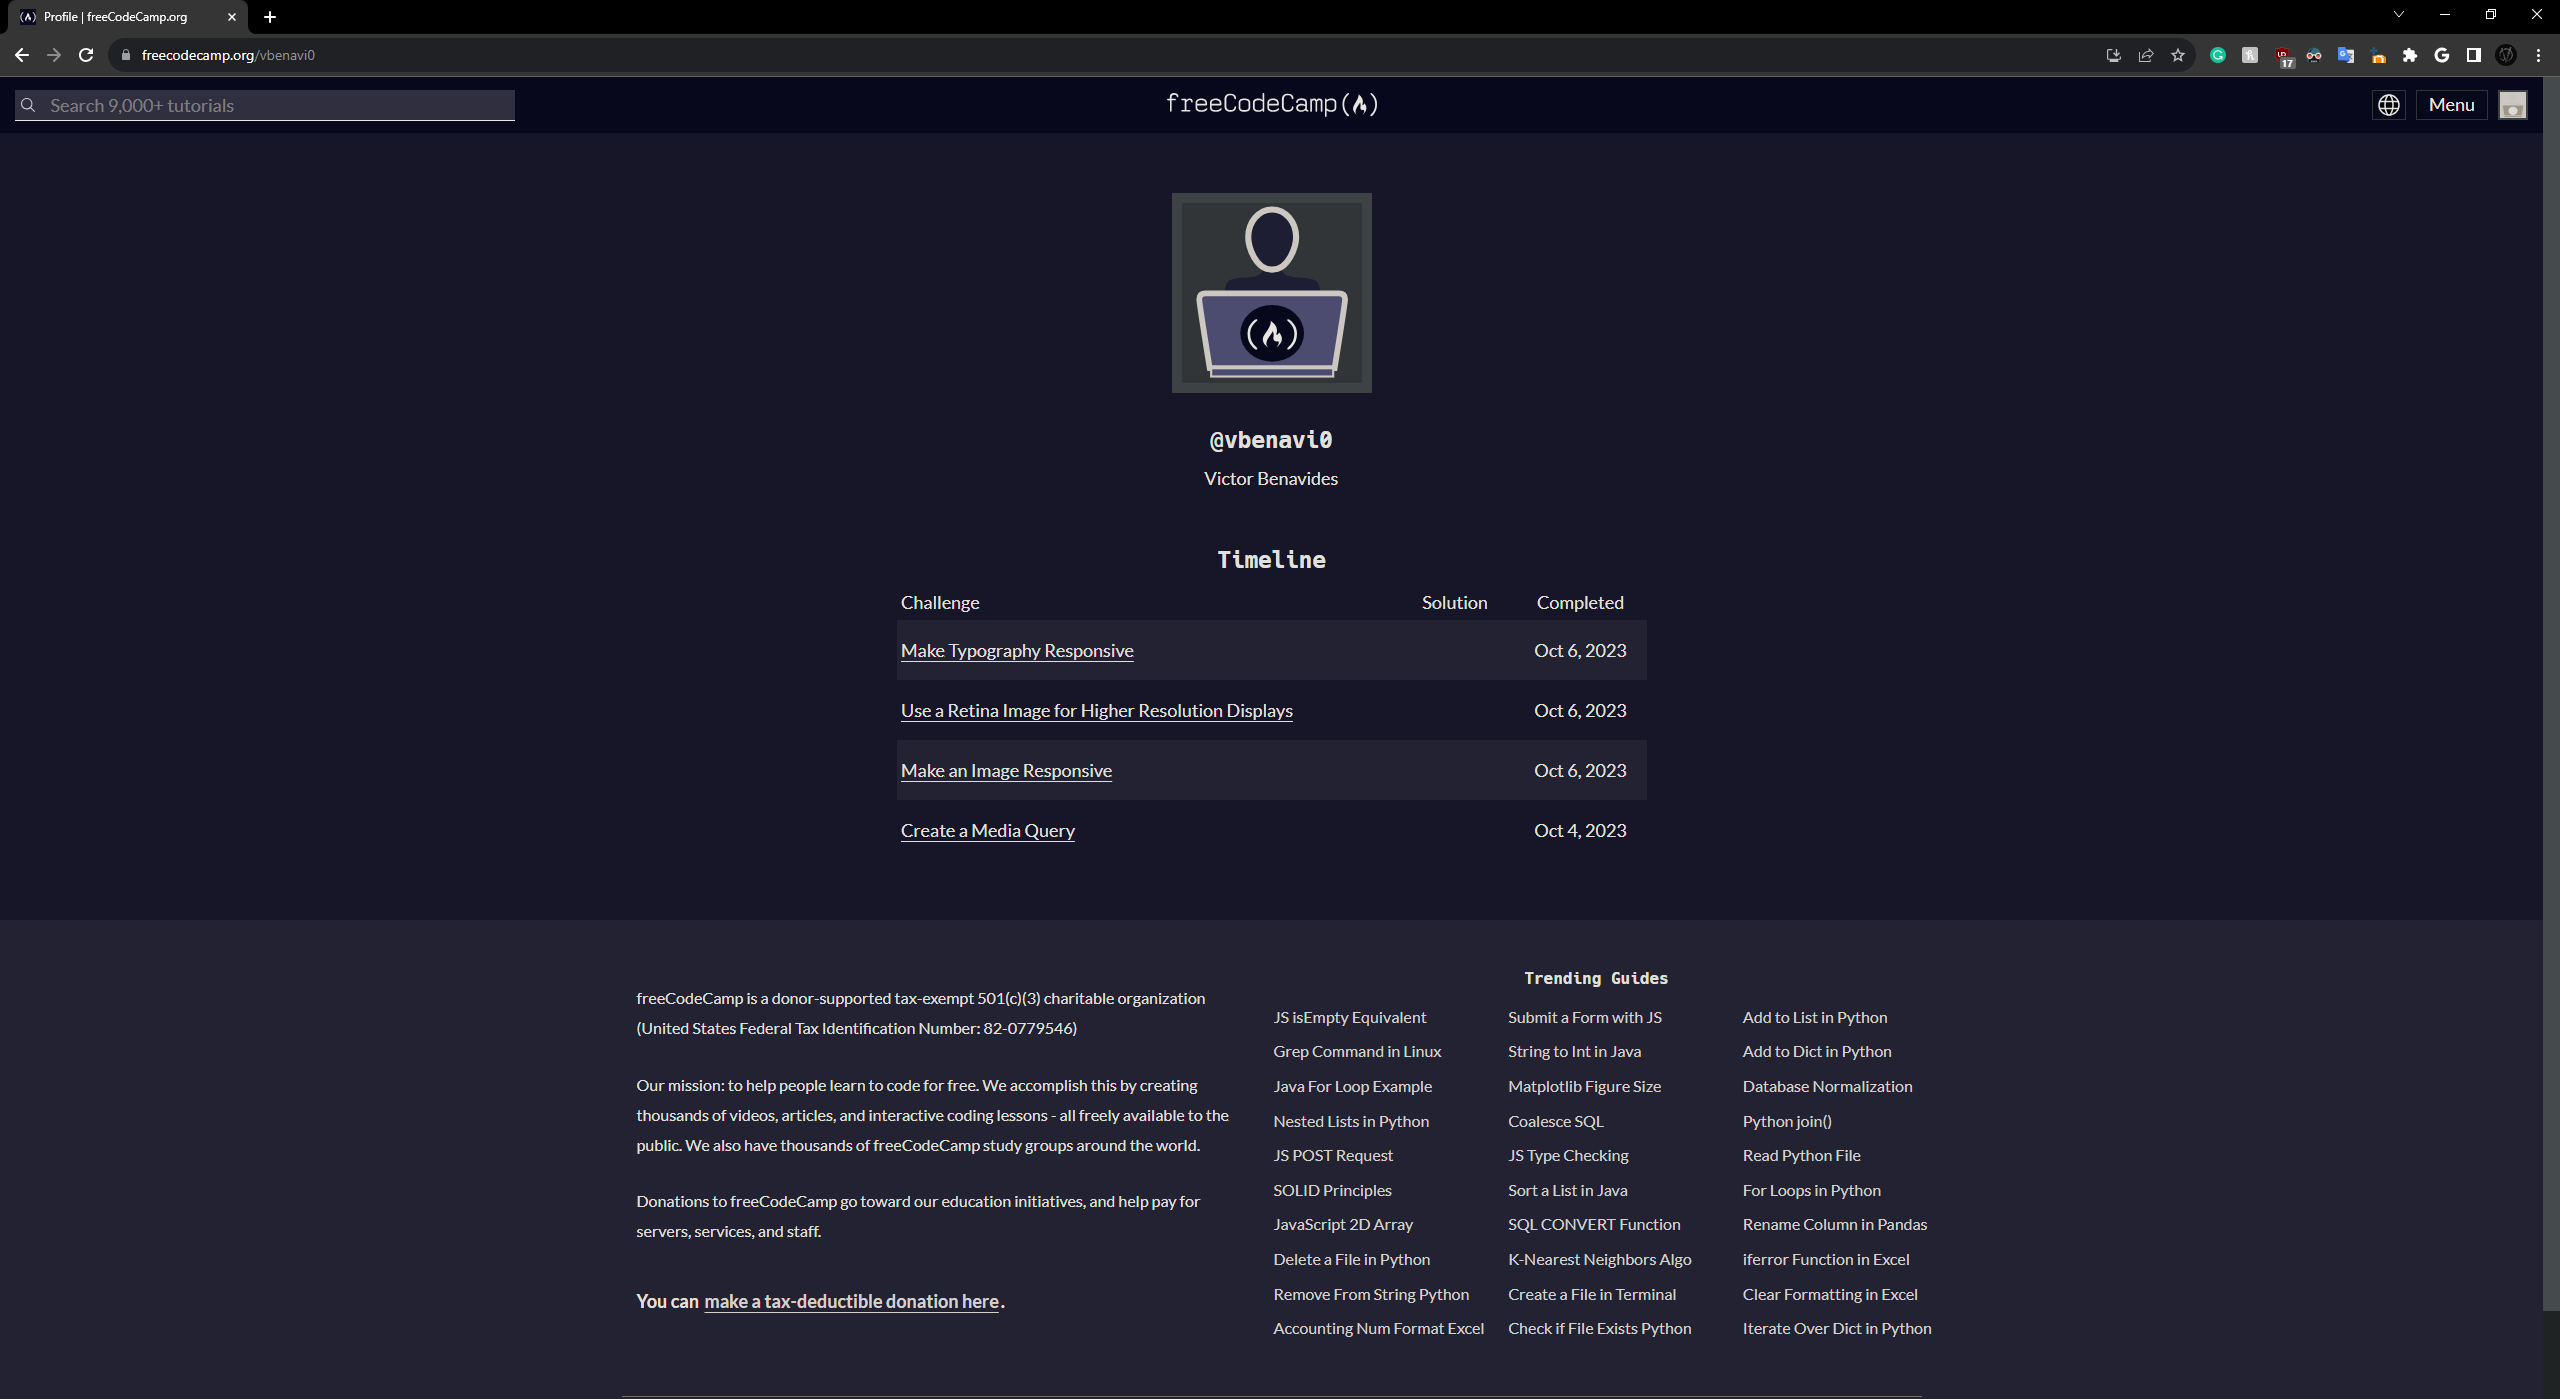 Profile | freeCodeCamp.org
freecodecamp.org/vbenavi0
17
Search 9,000+ tutorials
freeCodeCamp
Menu
@vbenavi0
Victor Benavides
Timeline
Challenge Solution Completed
Make Typography Responsive Oct 6, 2023
Use a Retina Image for Higher Resolution Displays Oct 6, 2023
Make an Image Responsive Oct 6, 2023
Create a Media Query Oct 4, 2023
freeCodeCamp is a donor-supported tax-exempt 501(c)(3) charitable organization
(United States Federal Tax Identification Number: 82-0779546)
Our mission: to help people learn to code for free. We accomplish this by creating
thousands of videos, articles, and interactive coding lessons - all freely available to the
public. We also have thousands of freeCodeCamp study groups around the world.
Donations to freeCodeCamp go toward our education initiatives, and help pay for
servers, services, and staff.
You can make a tax-deductible donation here.
Trending Guides
JS isEmpty Equivalent
Grep Command in Linux
Java For Loop Example
Nested Lists in Python
JS POST Request
SOLID Principles
JavaScript 2D Array
Delete a File in Python
Remove From String Python
Accounting Num Format Excel
Submit a Form with JS
String to Int in Java
Matplotlib Figure Size
Coalesce SQL
JS Type Checking
Sort a List in Java
SQL CONVERT Function
K-Nearest Neighbors Algo
Create a File in Terminal
Check if File Exists Python
Add to List in Python
Add to Dict in Python
Database Normalization
Python join()
Read Python File
For Loops in Python
Rename Column in Pandas
iferror Function in Excel
Clear Formatting in Excel
Iterate Over Dict in Python